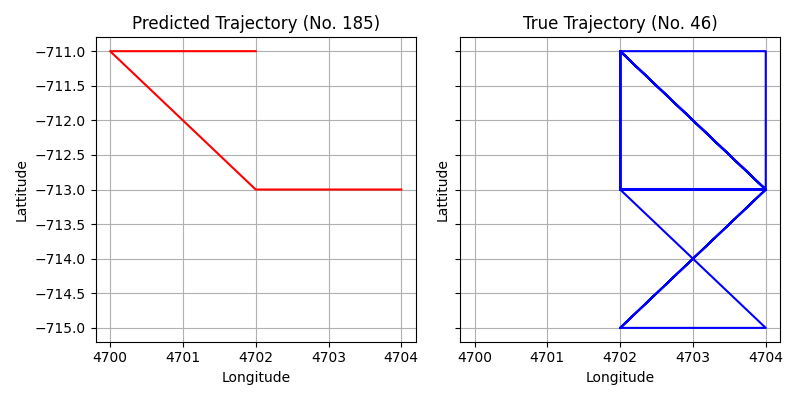 Predicted Trajectory (No. 185)
True Trajectory (No. 46)
−711.0
−711.5
−712.0
−712.5
−713.0
−713.5
−714.0
−714.5
−715.0
Lattitude
Lattitude
4700 4701 4702 4703 4704
4700 4701 4702 4703 4704
Longitude
Longitude